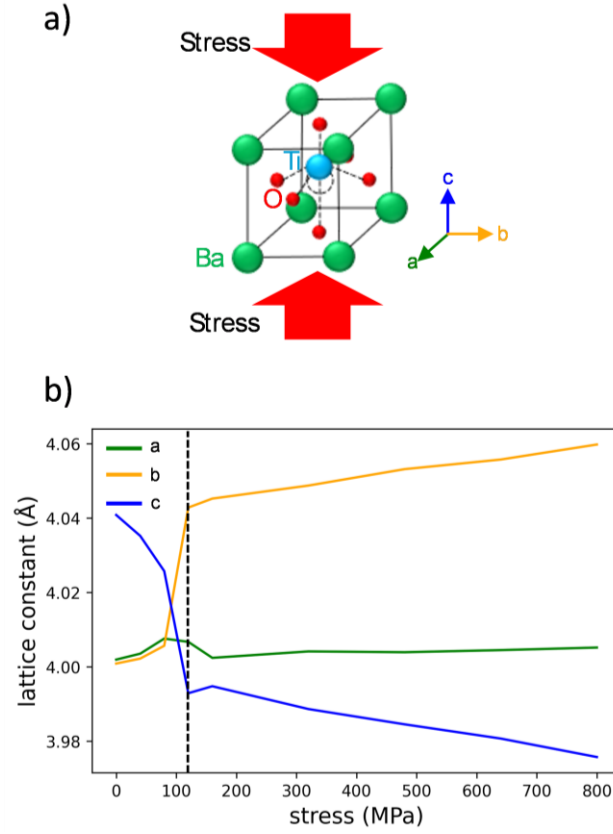 a)
Stress
Ti
O
Ba
Stress
c
b
a
b)
a
b
c
4.06
4.04
4.02
4.00
3.98
lattice constant (Å)
0 100 200 300 400 500 600 700 800
stress (MPa)